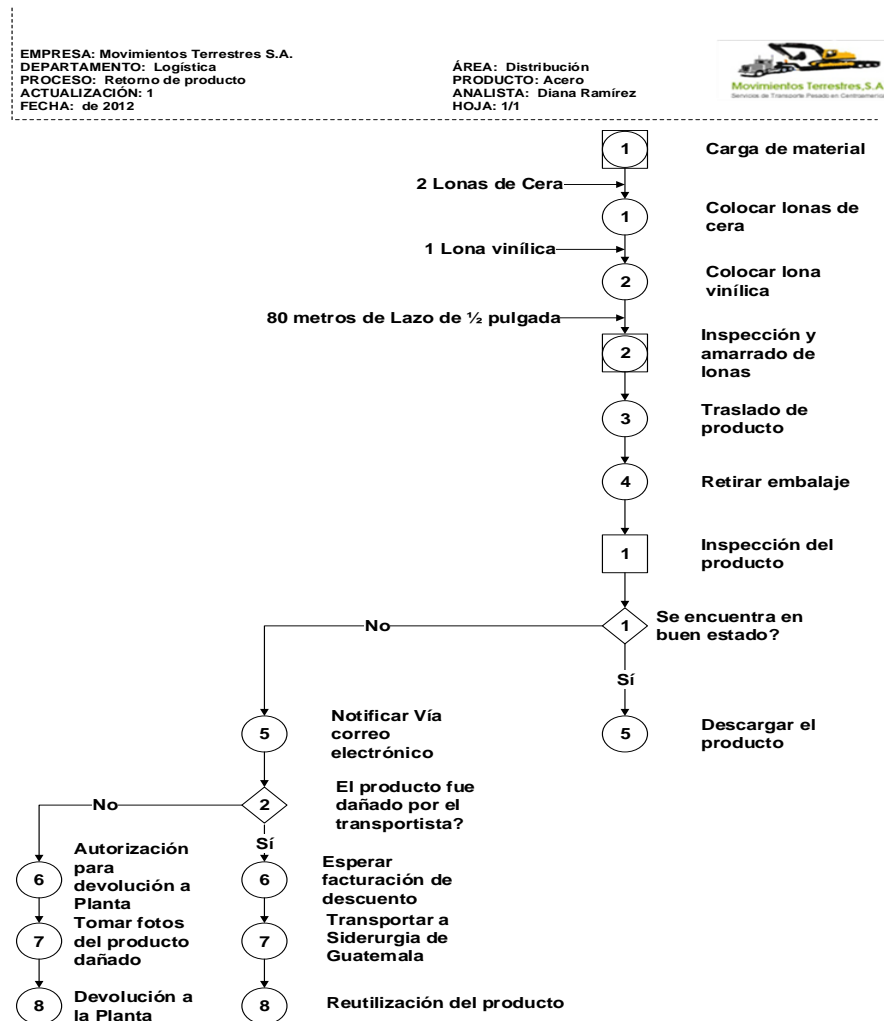 EMPRESA: Movimientos Terrestres S.A.
DEPARTAMENTO: Logística
PROCESO: Retorno de producto
ACTUALIZACIÓN: 1
FECHA: de 2012
ÁREA: Distribución
PRODUCTO: Acero
ANALISTA: Diana Ramírez
HOJA: 1/1
Movimientos Terrestres, S.A
Servicios de Transporte Pesado en Centroamerica
1
Carga de material
2 Lonas de Cera
1
Colocar lonas de
cera
1 Lona vinílica
2
Colocar lona
vinílica
80 metros de Lazo de ½ pulgada
2
Inspección y
amarrado de
lonas
3
Traslado de
producto
4
Retirar embalaje
1
Inspección del
producto
1
Se encuentra en
buen estado?
No
Sí
5
Notificar Vía
correo
electrónico
5
Descargar el
producto
2
El producto fue
dañado por el
transportista?
No
Sí
6
Autorización
para
devolución a
Planta
6
Esperar
facturación de
descuento
7
Tomar fotos
del producto
dañado
7
Transportar a
Siderurgia de
Guatemala
8
Devolución a
la Planta
8
Reutilización del producto